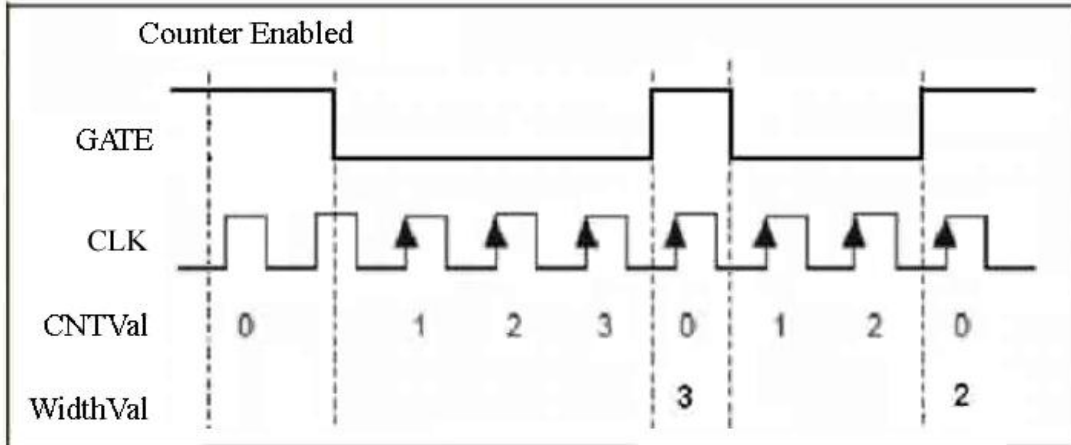 Counter Enabled
GATE
CLK
CNTVal 0 1 2 3 0 1 2 0
WidthVal 3 2